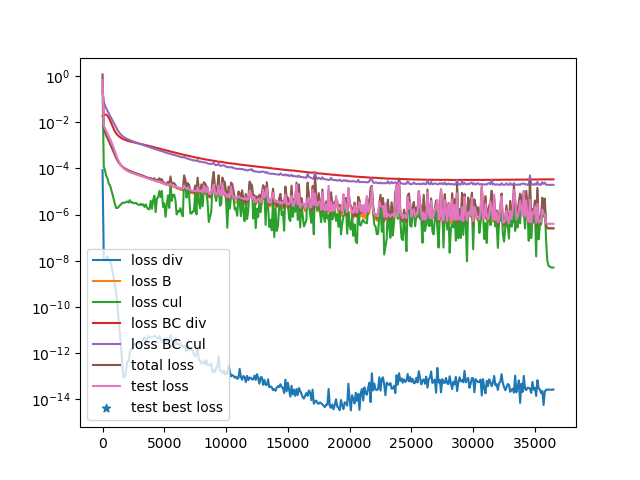 10⁰
10⁻²
10⁻⁴
10⁻⁶
10⁻⁸
10⁻¹⁰
10⁻¹²
10⁻¹⁴
loss div
loss B
loss cul
loss BC div
loss BC cul
total loss
test loss
test best loss
0 5000 10000 15000 20000 25000 30000 35000